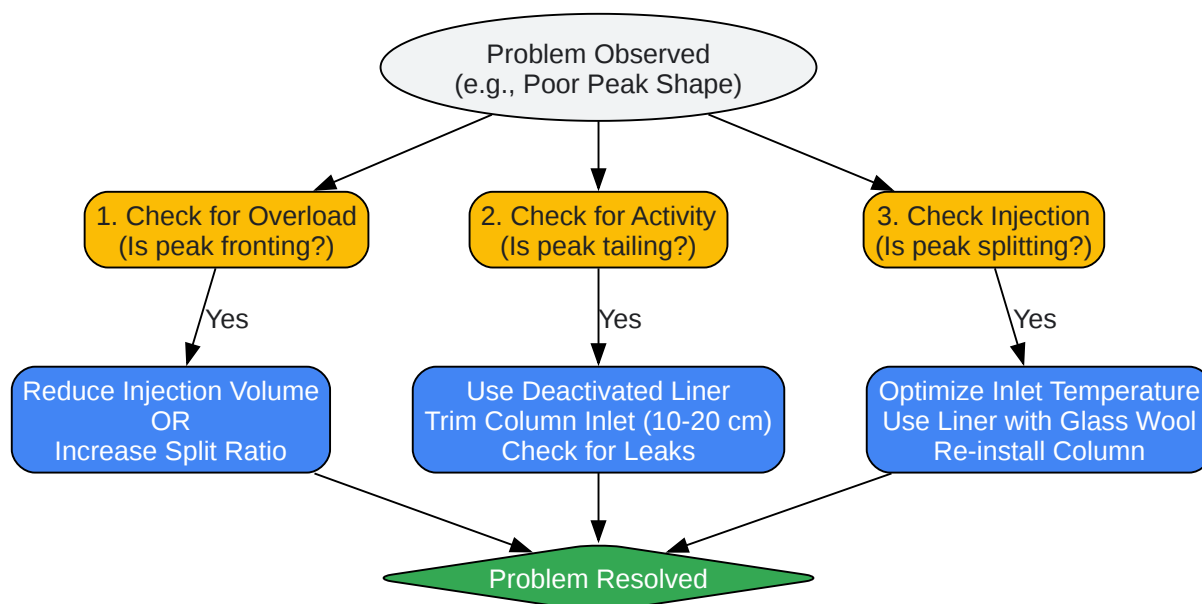 Problem Observed
(e.g., Poor Peak Shape)
1. Check for Overload
(Is peak fronting?)
2. Check for Activity
(Is peak tailing?)
3. Check Injection
(Is peak splitting?)
Yes
Yes
Yes
Reduce Injection Volume
OR
Increase Split Ratio
Use Deactivated Liner
Trim Column Inlet (10-20 cm)
Check for Leaks
Optimize Inlet Temperature
Use Liner with Glass Wool
Re-install Column
Problem Resolved